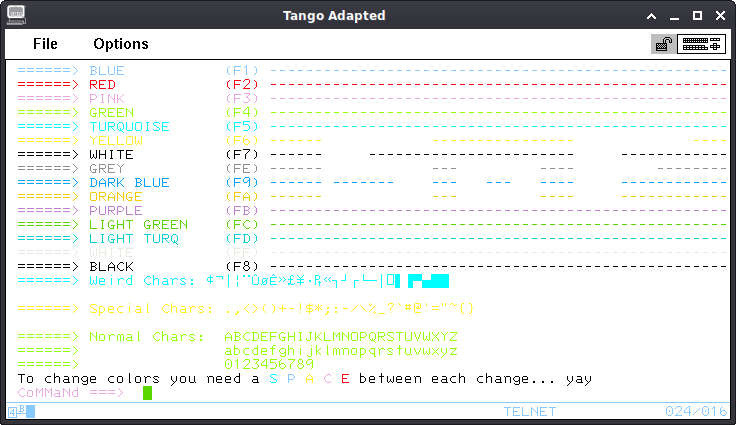 Tango Adapted
File Options
======> BLUE (F1) ----------------------------------------------------------
======> RED (F2) ----------------------------------------------------------
======> PINK (F3) ----------------------------------------------------------
======> GREEN (F4) ----------------------------------------------------------
======> TURQUOISE (F5) ----------------------------------------------------------
======> YELLOW (F6) ------ ---------------- ----
======> WHITE (F7) ------ ---------------------- ------------
======> GREY (FE) --- --- -------------
======> DARK BLUE (F9) ---- ---- --- --- ---- ------------
======> ORANGE (FA) --- --- -------------
======> PURPLE (FB) ----------------------------------------------------------
======> LIGHT GREEN (FC) ----------------------------------------------------------
======> LIGHT TURQ (FD) ----------------------------------------------------------
======> WHITE (FF) ----------------------------------------------------------
======> BLACK (F8) ----------------------------------------------------------
======> Weird Chars:
======> Special Chars: .,<>()+-!$*;:-/\%_?`#@'="~{}
======> Normal Chars: ABCDEFGHIJKLMNOPQRSTUVWXYZ
======> abcdefghijklmnopqrstuvwxyz
======> 0123456789
To change colors you need a S P A C E between each change... yay
CoMMaNd ===>
4B TELNET 024/016